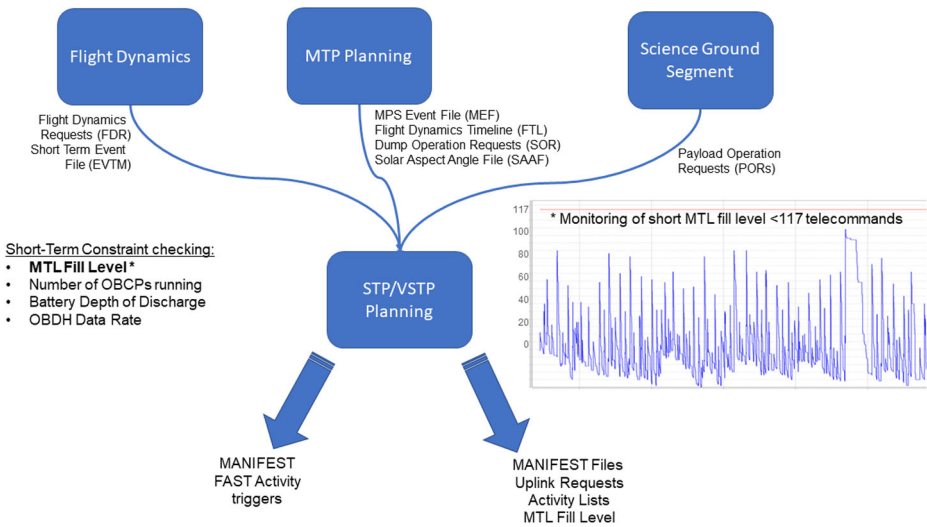 Flight Dynamics
MTP Planning
Science Ground
Segment
Flight Dynamics
Requests (FDR)
Short Term Event
File (EVTM)
MPS Event File (MEF)
Flight Dynamics Timeline (FTL)
Dump Operation Requests (SOR)
Solar Aspect Angle File (SAAF)
Payload Operation
Requests (PORs)
Short-Term Constraint checking:
• MTL Fill Level *
• Number of OBCPs running
• Battery Depth of Discharge
• OBDH Data Rate
STP/VSTP
Planning
* Monitoring of short MTL fill level <117 telecommands
117
100
80
60
40
20
0
MANIFEST
FAST Activity
triggers
MANIFEST Files
Uplink Requests
Activity Lists
MTL Fill Level